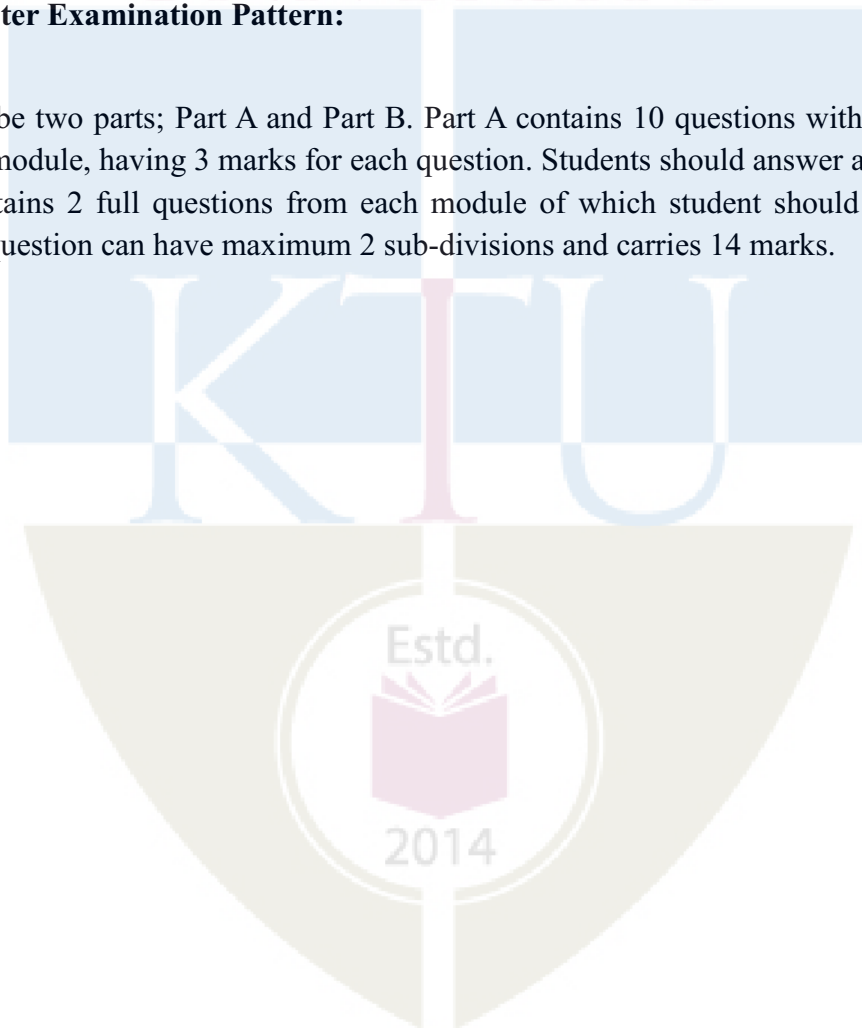 ter Examination Pattern:
be two parts; Part A and Part B. Part A contains 10 questions with
module, having 3 marks for each question. Students should answer a
tains 2 full questions from each module of which student should
uestion can have maximum 2 sub-divisions and carries 14 marks.
KTU
Estd.
2014